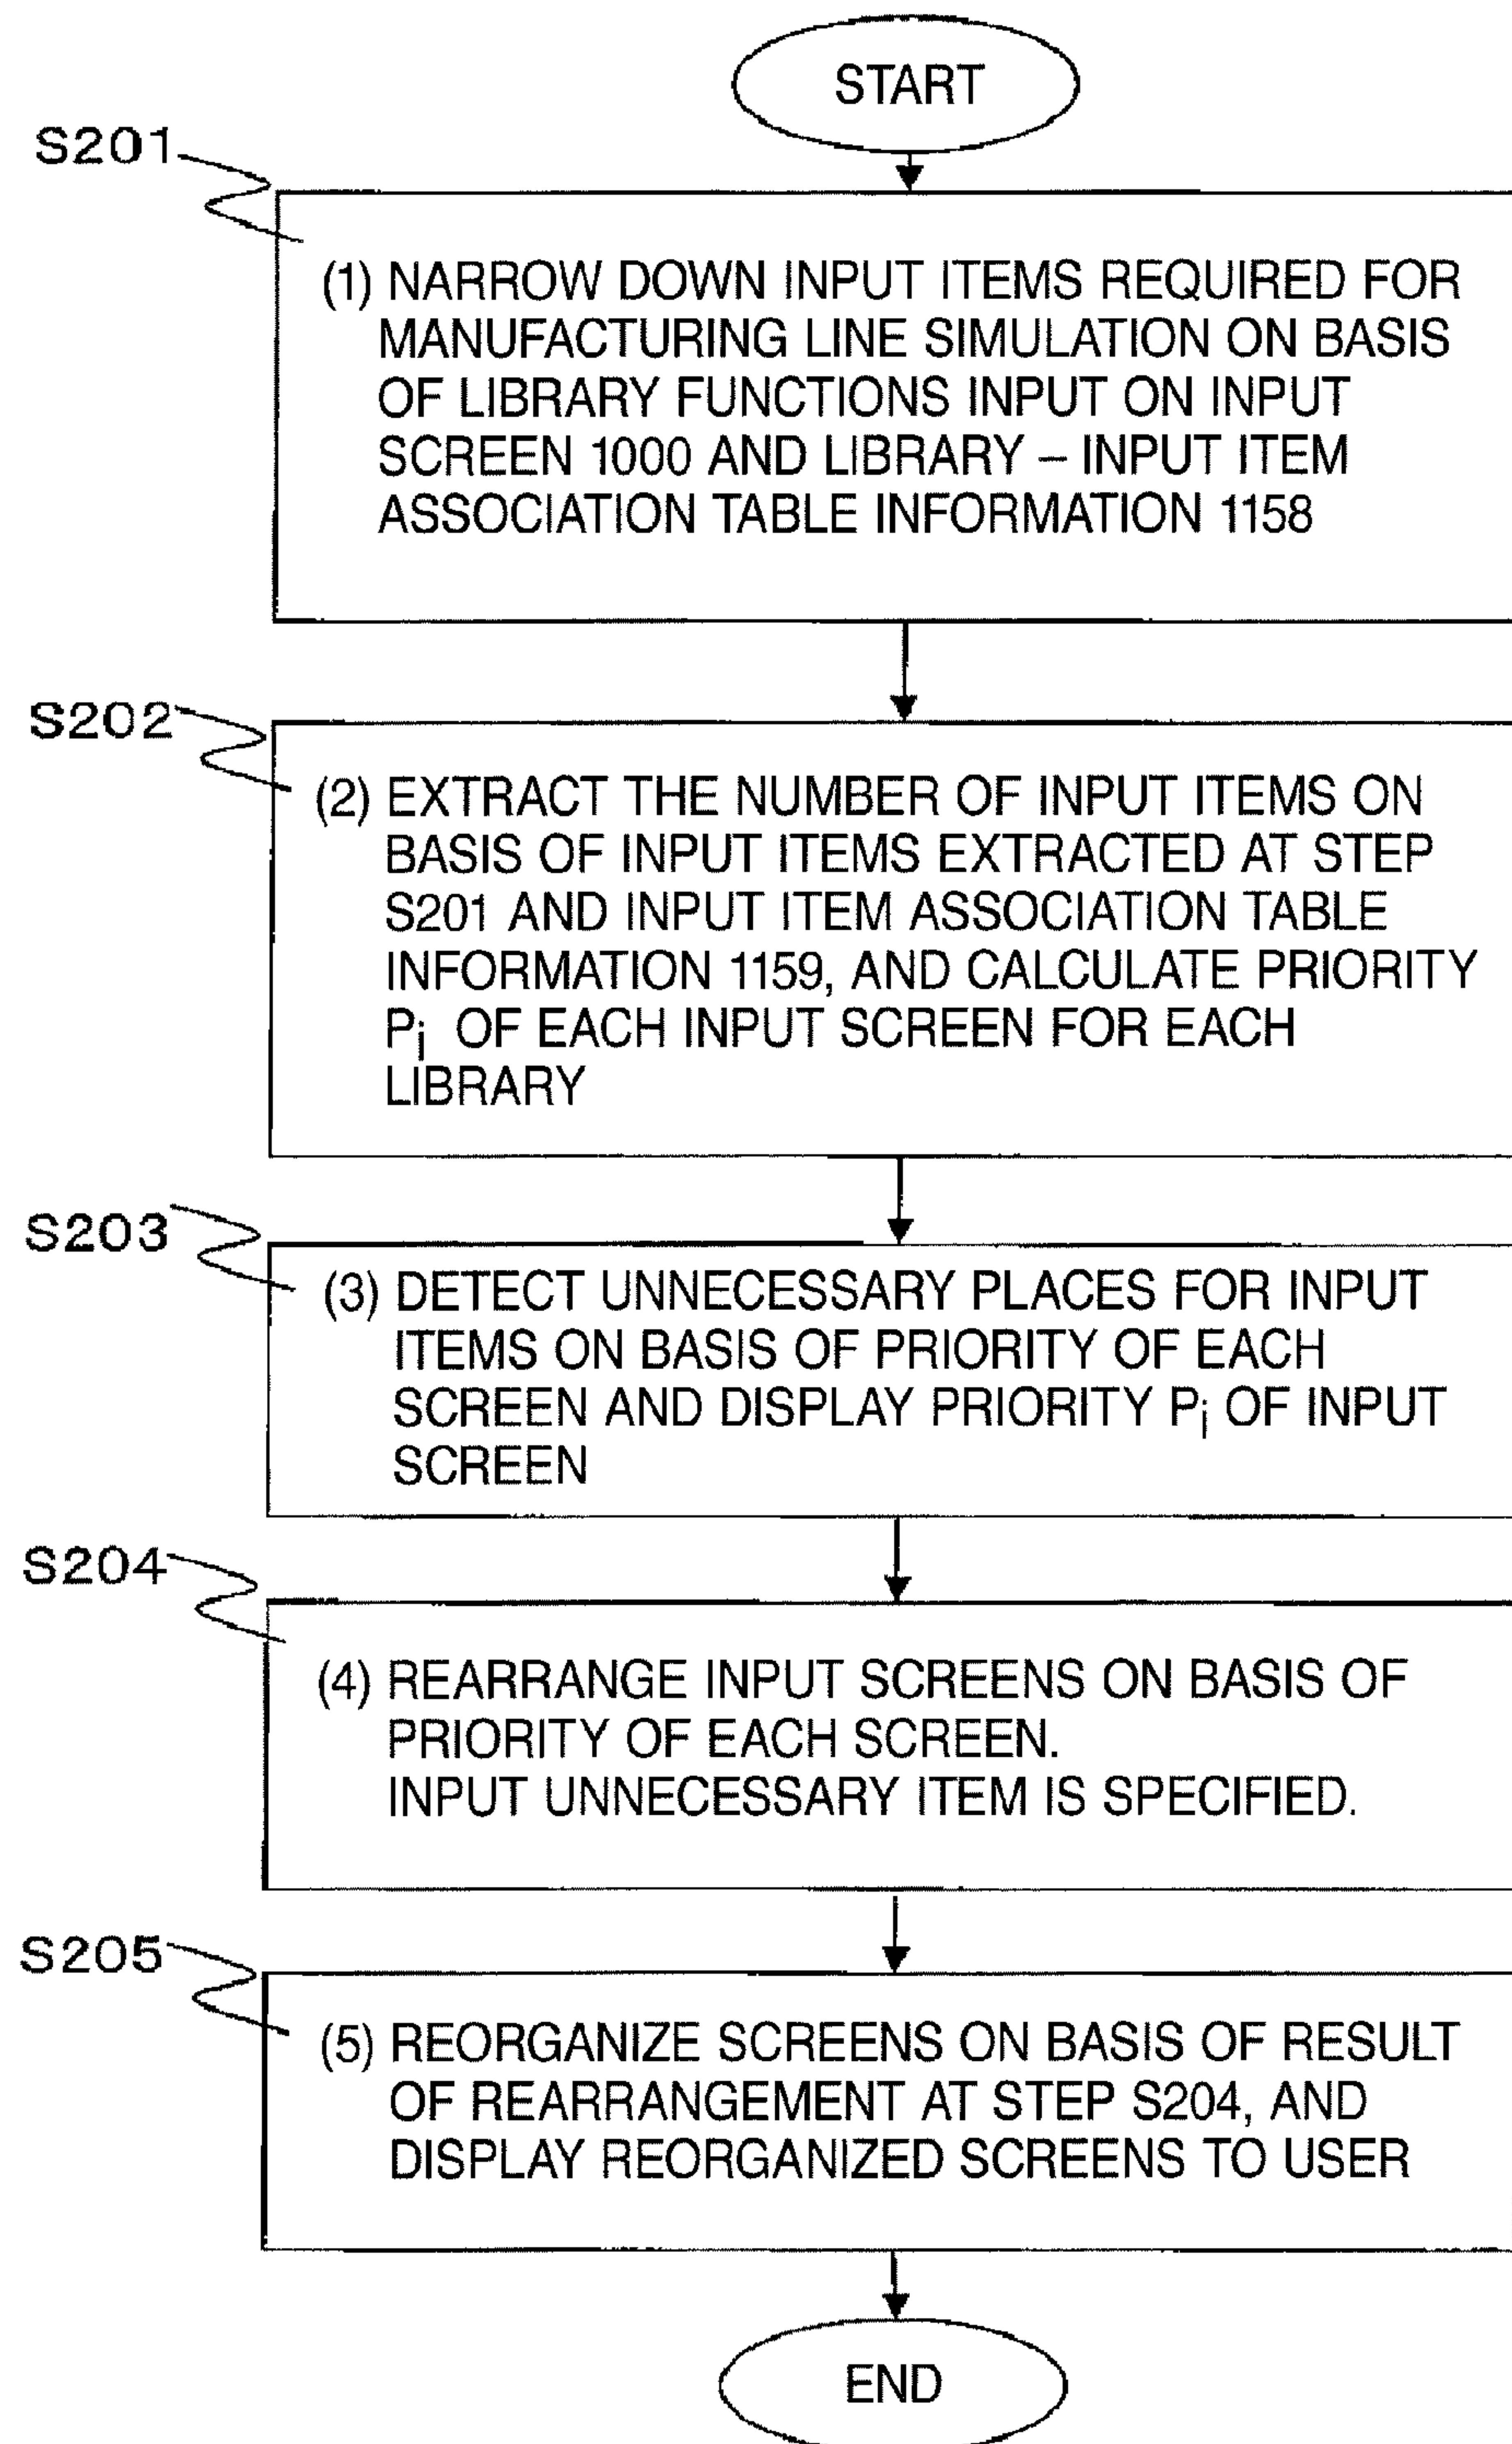 START
S201
(1) NARROW DOWN INPUT ITEMS REQUIRED FOR
MANUFACTURING LINE SIMULATION ON BASIS
OF LIBRARY FUNCTIONS INPUT ON INPUT
SCREEN 1000 AND LIBRARY – INPUT ITEM
ASSOCIATION TABLE INFORMATION 1158
S202
(2) EXTRACT THE NUMBER OF INPUT ITEMS ON
BASIS OF INPUT ITEMS EXTRACTED AT STEP
S201 AND INPUT ITEM ASSOCIATION TABLE
INFORMATION 1159, AND CALCULATE PRIORITY
Pi OF EACH INPUT SCREEN FOR EACH
LIBRARY
S203
(3) DETECT UNNECESSARY PLACES FOR INPUT
ITEMS ON BASIS OF PRIORITY OF EACH
SCREEN AND DISPLAY PRIORITY Pi OF INPUT
SCREEN
S204
(4) REARRANGE INPUT SCREENS ON BASIS OF
PRIORITY OF EACH SCREEN.
INPUT UNNECESSARY ITEM IS SPECIFIED.
S205
(5) REORGANIZE SCREENS ON BASIS OF RESULT
OF REARRANGEMENT AT STEP S204, AND
DISPLAY REORGANIZED SCREENS TO USER
END